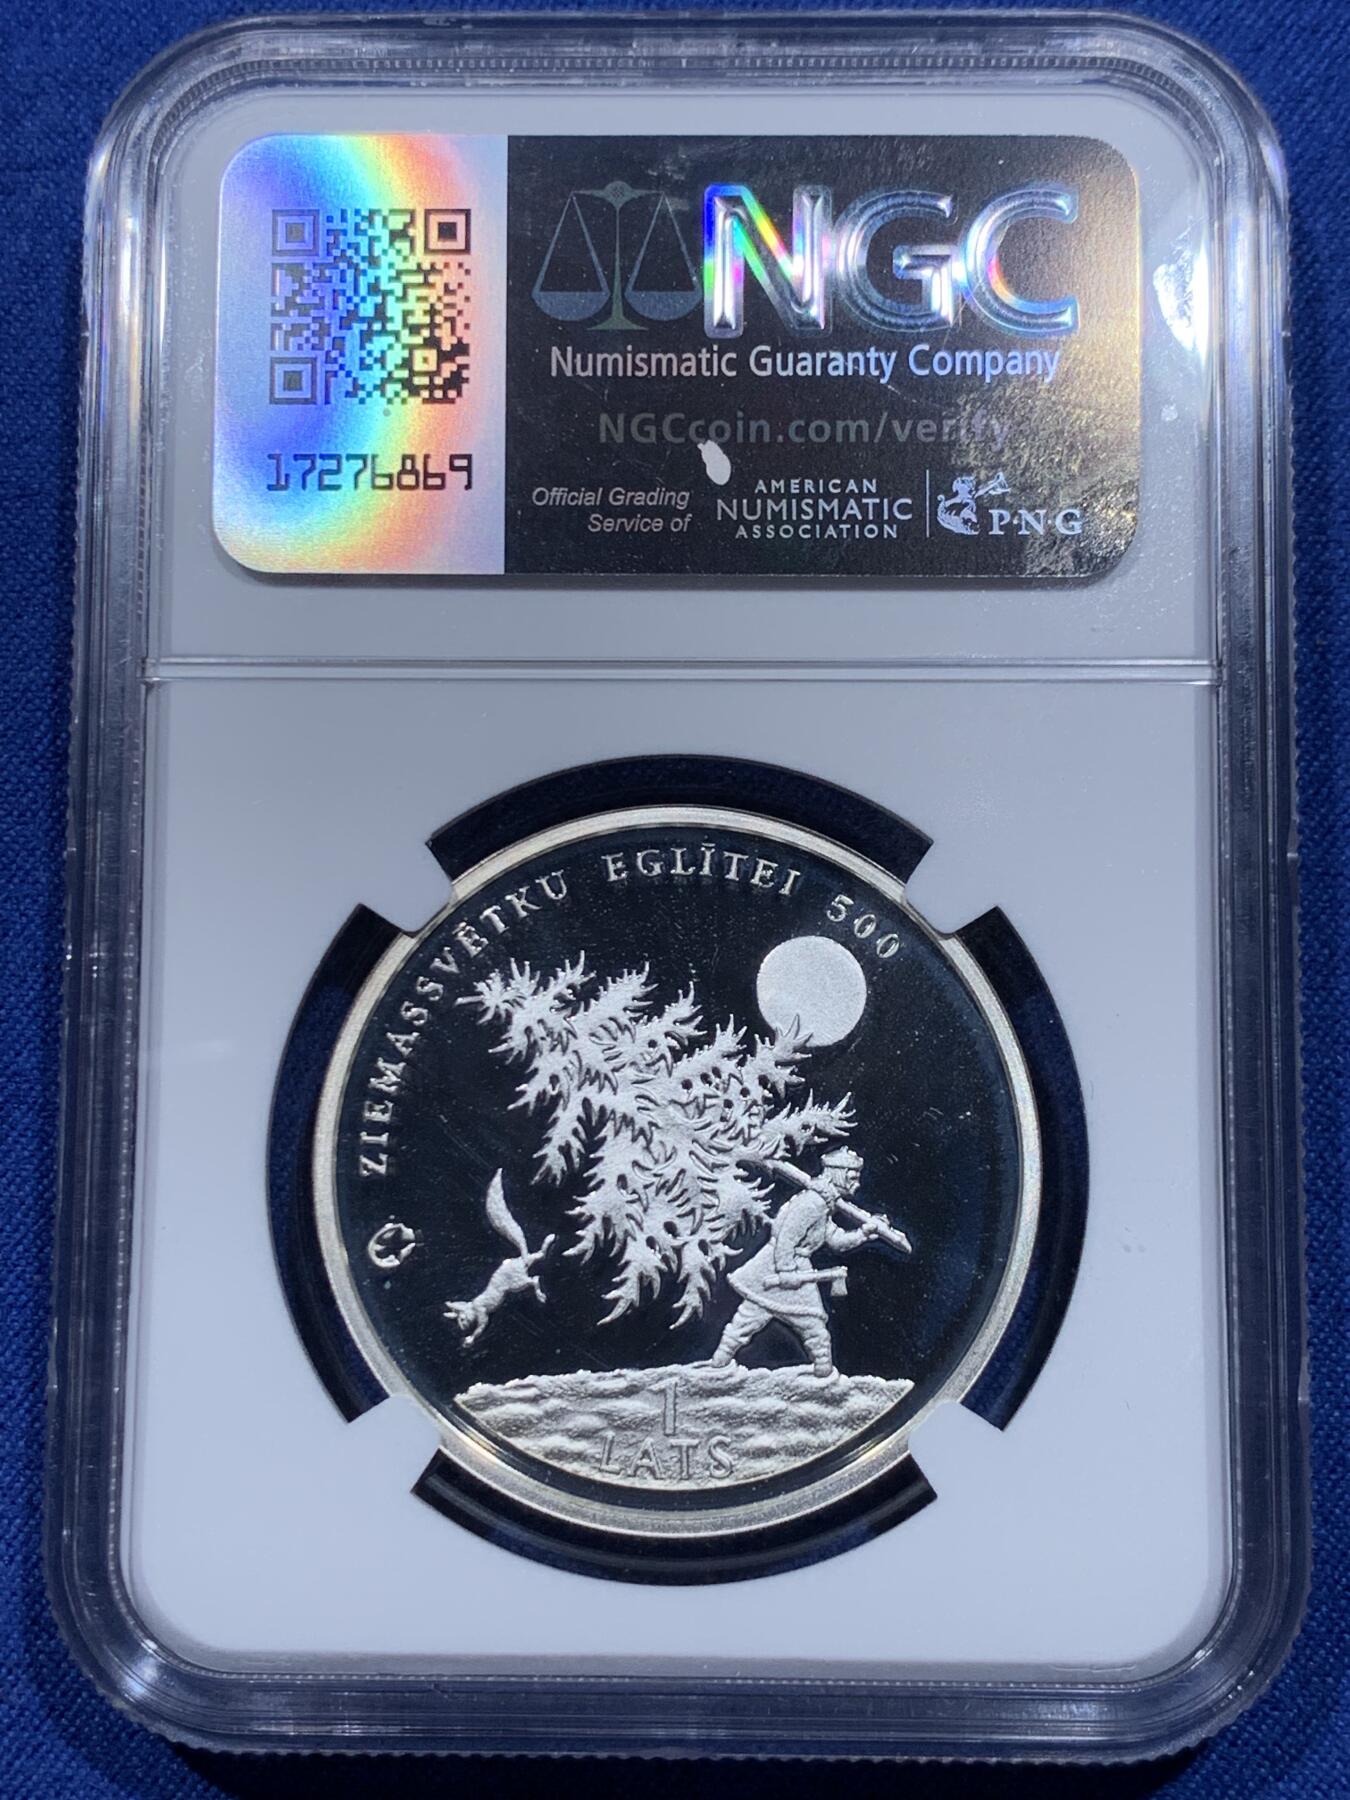 NGC
Numismatic Guaranty Company
NGCcoin.com/verify
17276869
Official Grading
Service of
AMERICAN
NUMISMATIC
ASSOCIATION
P·N·G
ZIEMASSVĒTKU EGLĪTEI 500
1
LATS